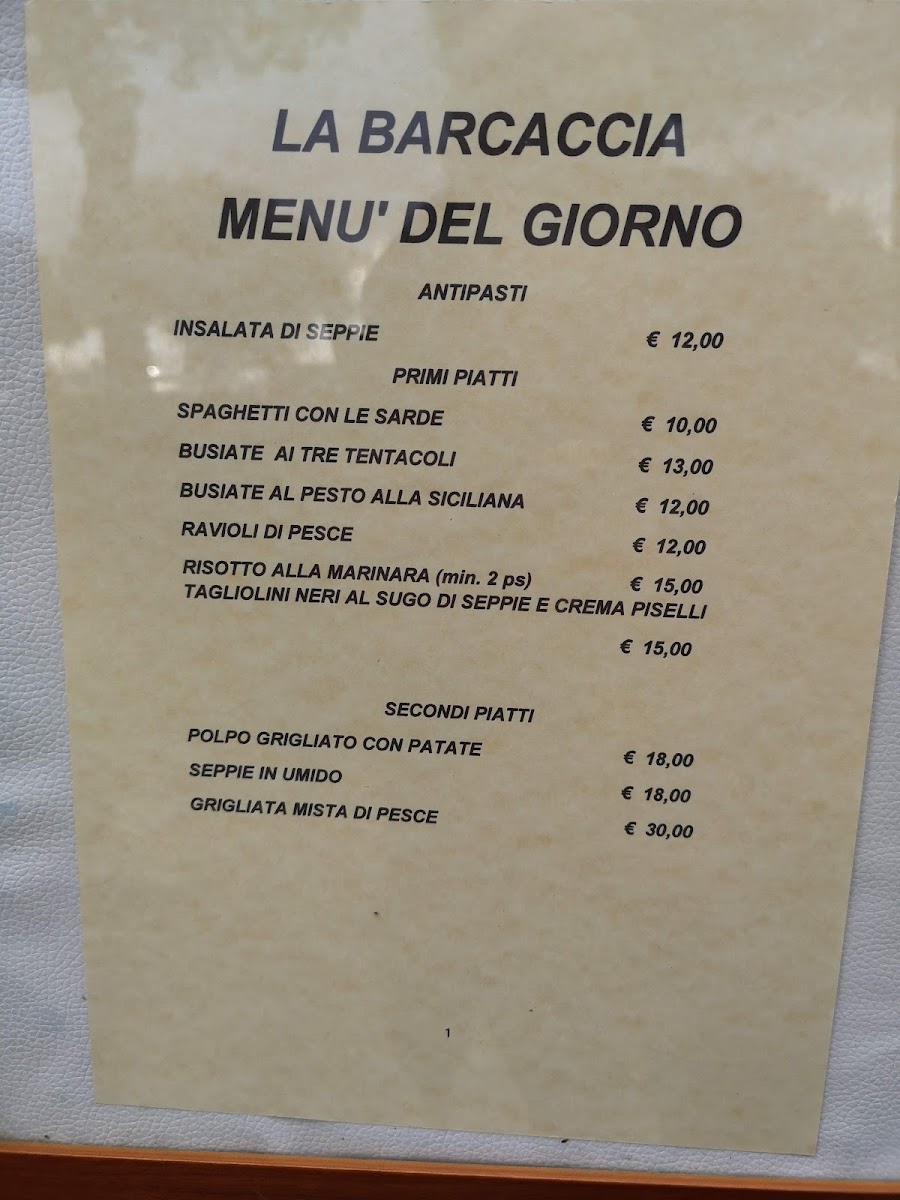 LA BARCACCIA
MENU' DEL GIORNO
ANTIPASTI
INSALATA DI SEPPIE € 12,00
PRIMI PIATTI
SPAGHETTI CON LE SARDE € 10,00
BUSIATE AI TRE TENTACOLI € 13,00
BUSIATE AL PESTO ALLA SICILIANA € 12,00
RAVIOLI DI PESCE € 12,00
RISOTTO ALLA MARINARA (min. 2 ps) € 15,00
TAGLIOLINI NERI AL SUGO DI SEPPIE E CREMA PISELLI
€ 15,00
SECONDI PIATTI
POLPO GRIGLIATO CON PATATE € 18,00
SEPPIE IN UMIDO € 18,00
GRIGLIATA MISTA DI PESCE € 30,00
1